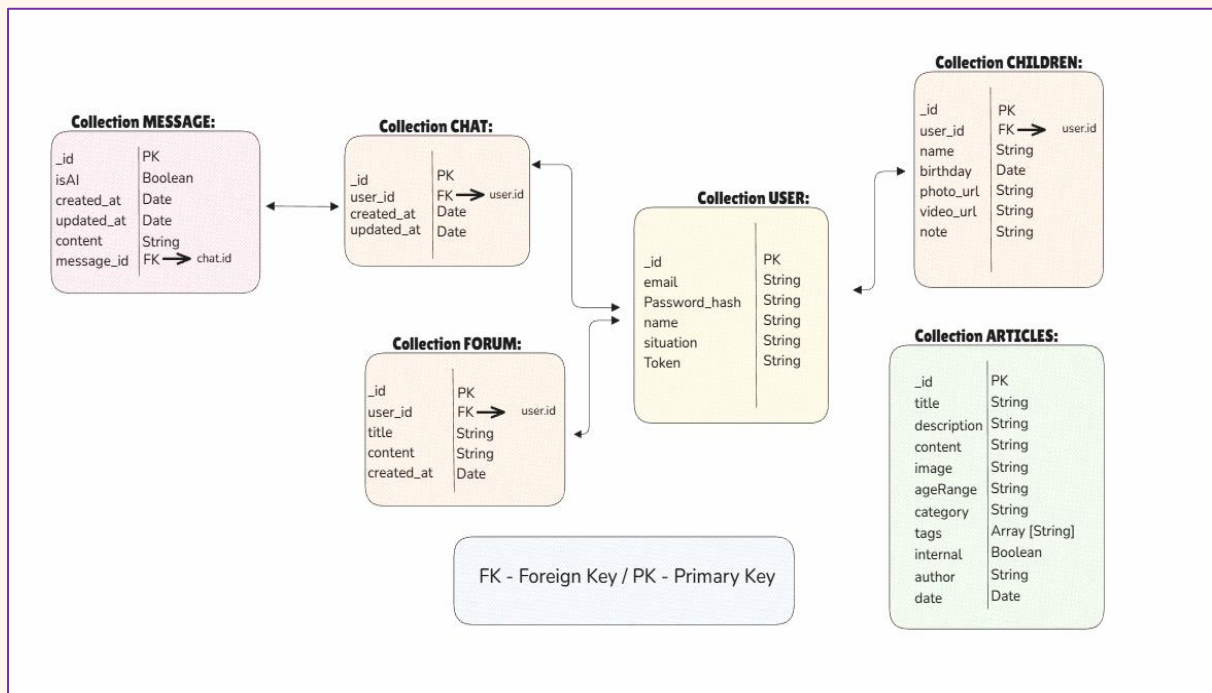 Collection MESSAGE:
_id PK
isAI Boolean
created_at Date
updated_at Date
content String
message_id FK → chat.id
Collection CHAT:
_id PK
user_id FK → user.id
created_at Date
updated_at Date
Collection FORUM:
_id PK
user_id FK → user.id
title String
content String
created_at Date
Collection USER:
_id PK
email String
Password_hash String
name String
situation String
Token String
Collection CHILDREN:
_id PK
user_id FK → user.id
name String
birthday Date
photo_url String
video_url String
note String
Collection ARTICLES:
_id PK
title String
description String
content String
image String
ageRange String
category String
tags Array [String]
internal Boolean
author String
date Date
FK - Foreign Key / PK - Primary Key